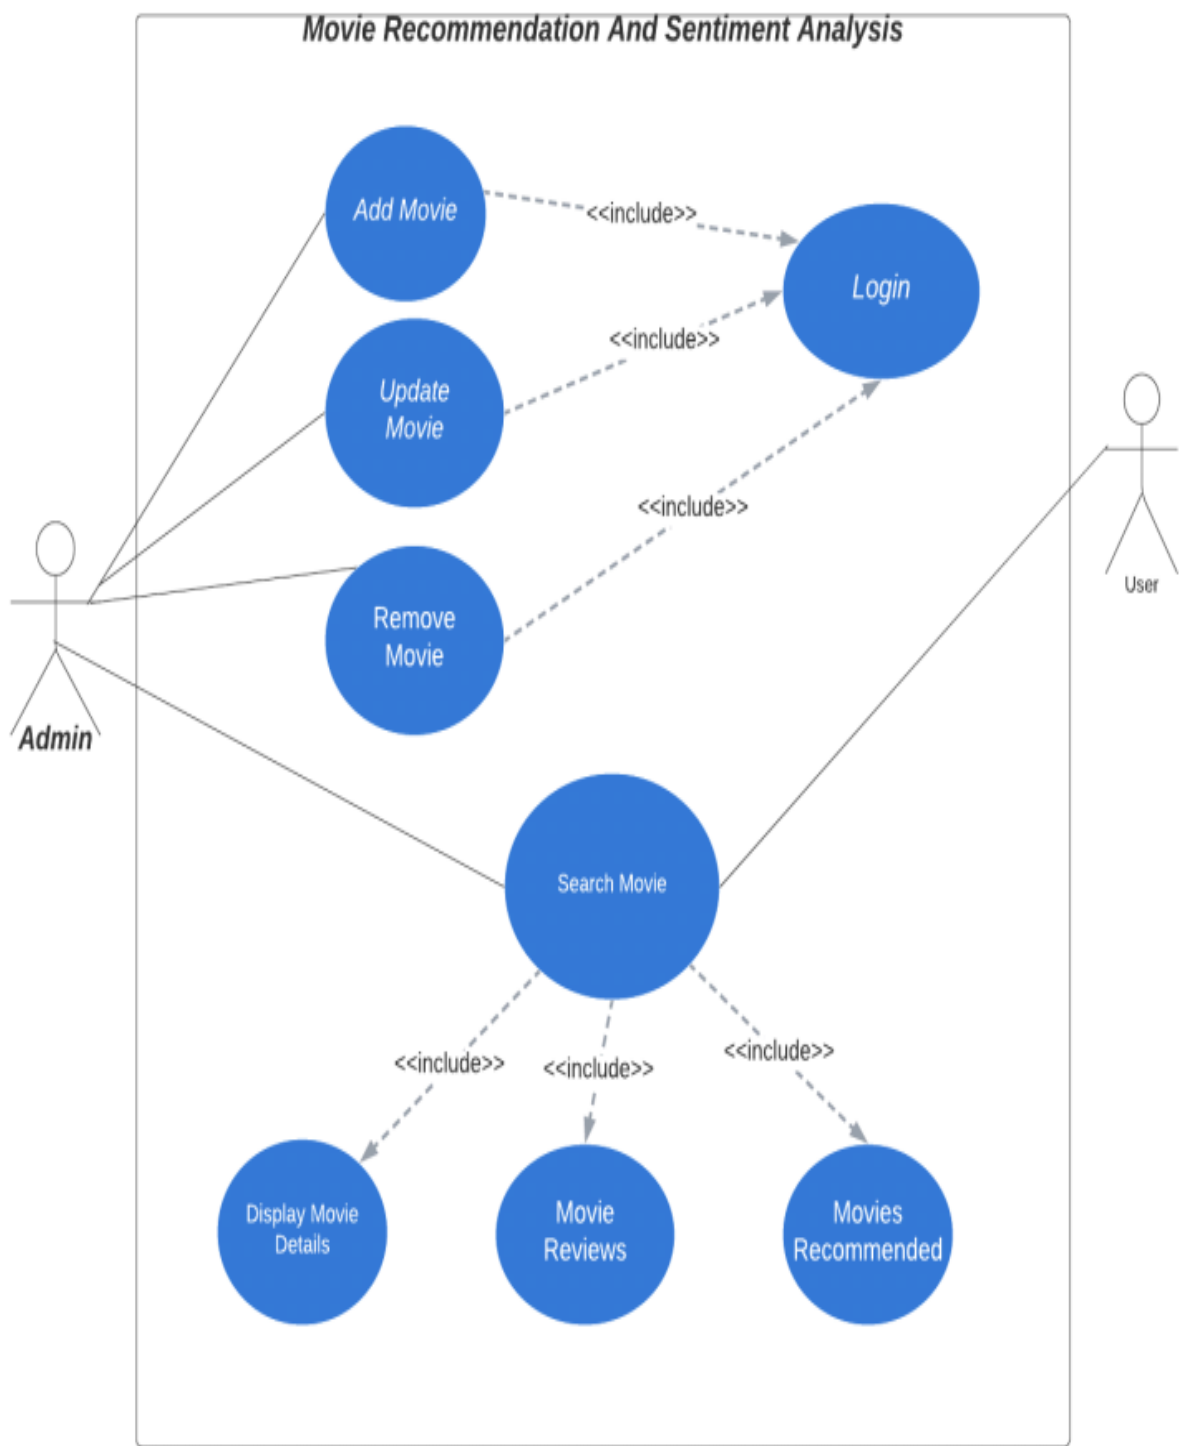 Movie Recommendation And Sentiment Analysis
Add Movie
<<include>>
Login
<<include>>
Update
Movie
<<include>>
User
Remove
Movie
Admin
Search Movie
<<include>>
<<include>>
<<include>>
Display Movie
Details
Movie
Reviews
Movies
Recommended